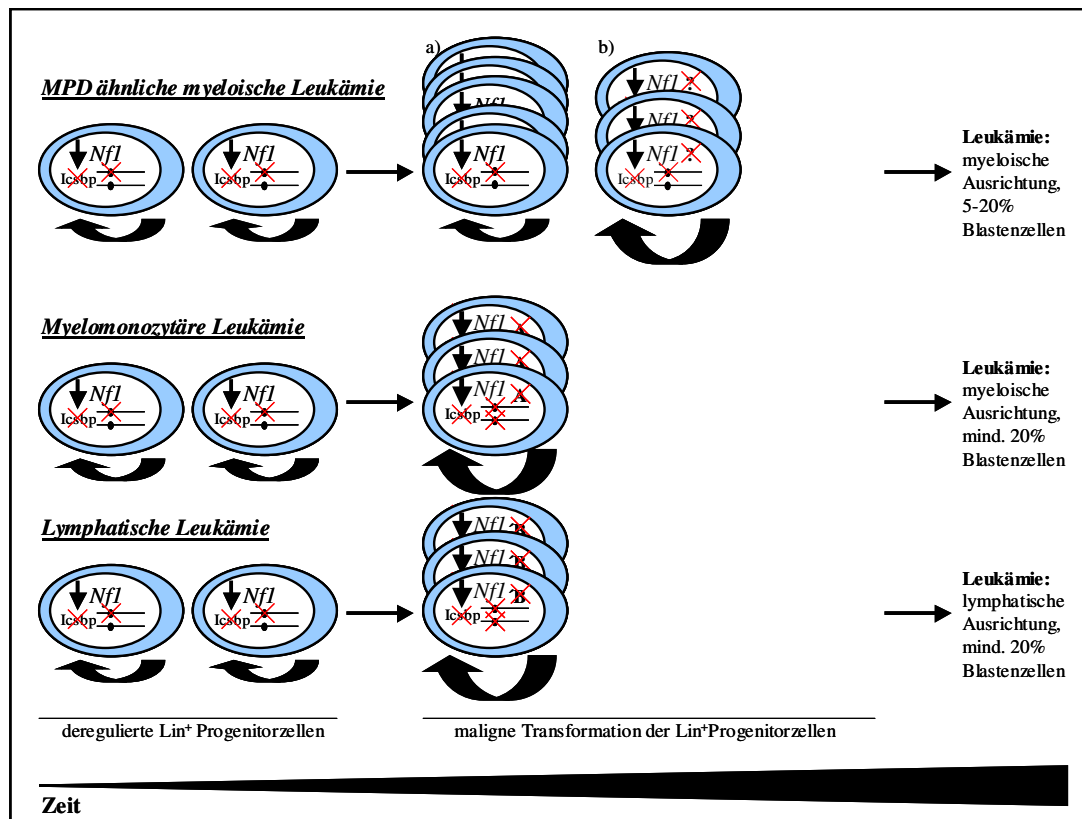 a)
b)
MPD ähnliche myeloische Leukämie
Nf1
Icsbp
Nf1
Icsbp
Nf1
Nf1
Icsbp
Nf1 ?
Nf1 ?
Nf1 ?
Icsbp
Leukämie:
myeloische
Ausrichtung,
5-20%
Blastenzellen
Myelomonozytäre Leukämie
Nf1
Icsbp
Nf1
Icsbp
Nf1 A
Nf1 A
Nf1 A
Icsbp
Leukämie:
myeloische
Ausrichtung,
mind. 20%
Blastenzellen
Lymphatische Leukämie
Nf1
Icsbp
Nf1
Icsbp
Nf1 B
Nf1 B
Nf1 B
Icsbp
Leukämie:
lymphatische
Ausrichtung,
mind. 20%
Blastenzellen
deregulierte Lin⁺ Progenitorzellen
maligne Transformation der Lin⁺Progenitorzellen
Zeit